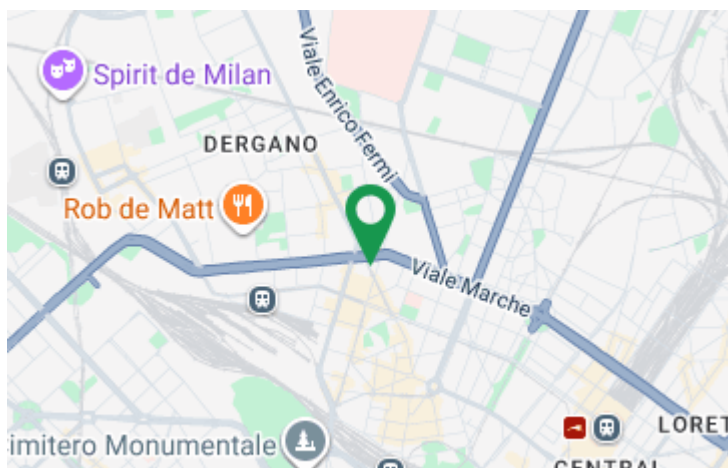 Spirit de Milan
Viale Enrico Fermi
DERGANO
Rob de Matt
Viale Marche
LORET
imitero Monumentale
CENTRAL